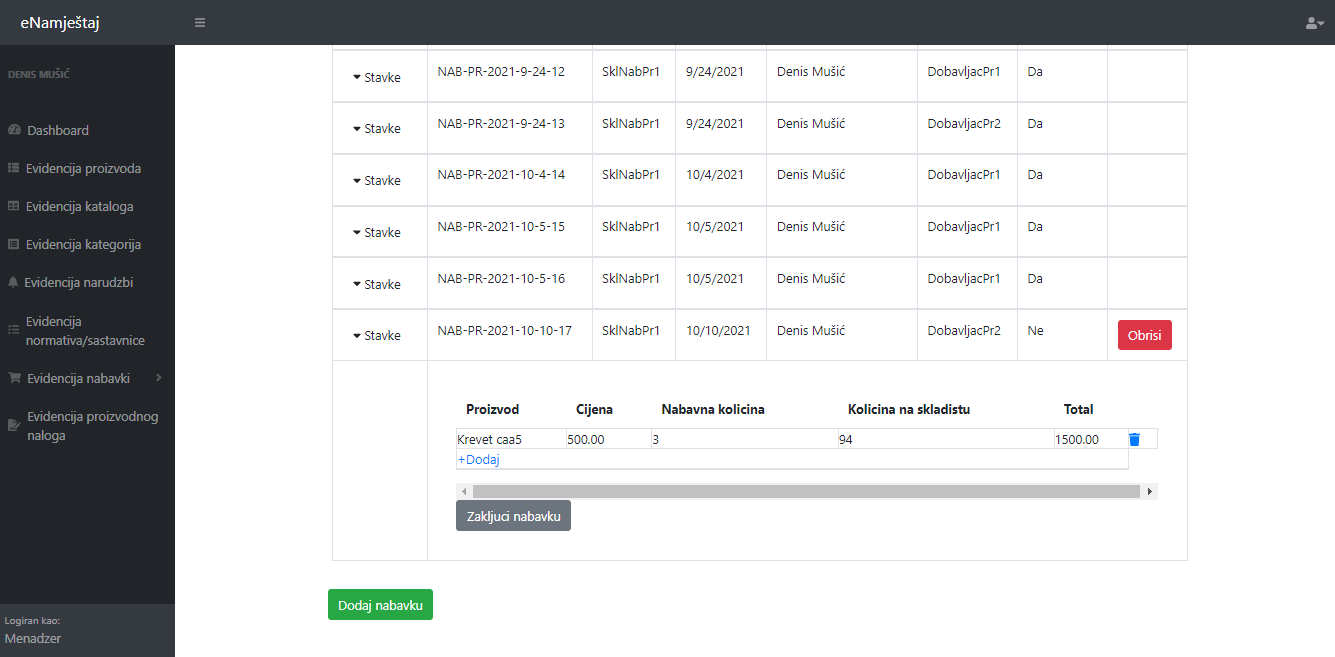 eNamještaj
DENIS MUŠIĆ
Dashboard
Evidencija proizvoda
Evidencija kataloga
Evidencija kategorija
Evidencija narudzbi
Evidencija
normativa/sastavnice
Evidencija nabavki
Evidencija proizvodnog
naloga
Logiran kao:
Menadzer
Stavke NAB-PR-2021-9-24-12 SklNabPr1 9/24/2021 Denis Mušić DobavljacPr1 Da
Stavke NAB-PR-2021-9-24-13 SklNabPr1 9/24/2021 Denis Mušić DobavljacPr2 Da
Stavke NAB-PR-2021-10-4-14 SklNabPr1 10/4/2021 Denis Mušić DobavljacPr1 Da
Stavke NAB-PR-2021-10-5-15 SklNabPr1 10/5/2021 Denis Mušić DobavljacPr1 Da
Stavke NAB-PR-2021-10-5-16 SklNabPr1 10/5/2021 Denis Mušić DobavljacPr1 Da
Stavke NAB-PR-2021-10-10-17 SklNabPr1 10/10/2021 Denis Mušić DobavljacPr2 Ne Obrisi
Proizvod Cijena Nabavna kolicina Kolicina na skladistu Total
Krevet caa5 500.00 3 94 1500.00
+Dodaj
Zakljuci nabavku
Dodaj nabavku